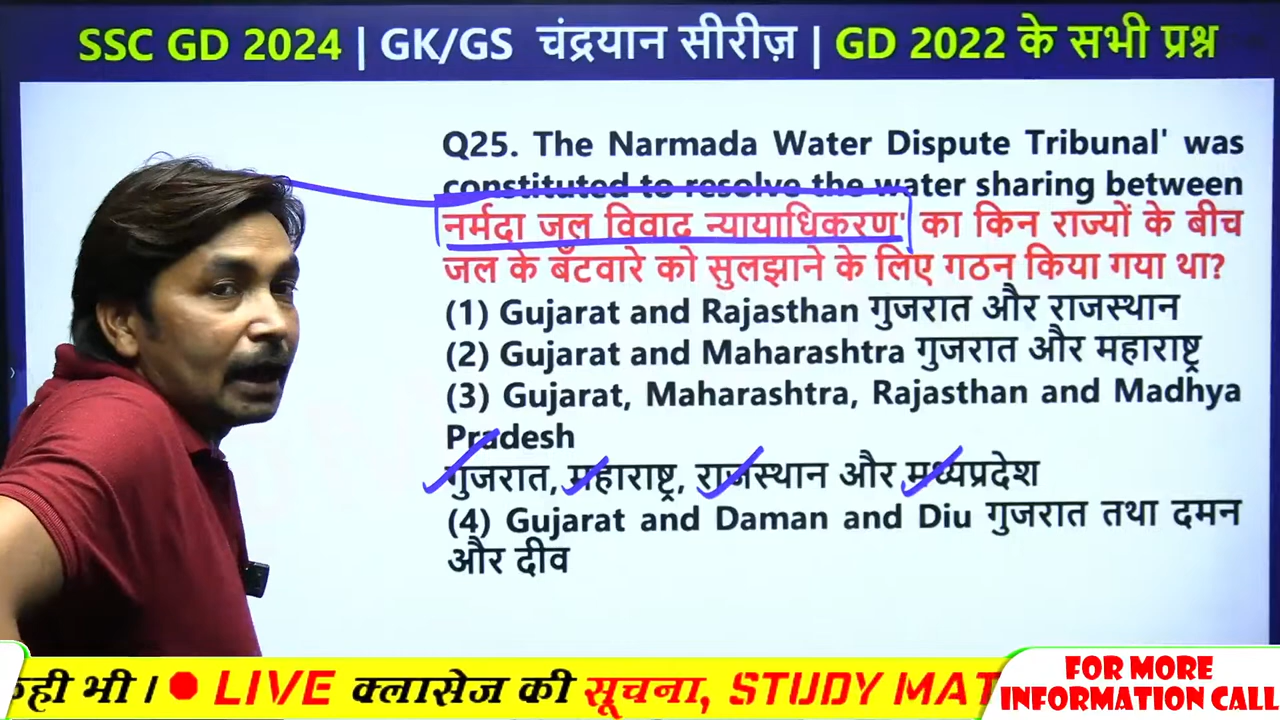 SSC GD 2024 | GK/GS चंद्रयान सीरीज़ | GD 2022 के सभी प्रश्न
Q25. The Narmada Water Dispute Tribunal' was
constituted to resolve the water sharing between
नर्मदा जल विवाद न्यायाधिकरण' का किन राज्यों के बीच
जल के बँटवारे को सुलझाने के लिए गठन किया गया था?
(1) Gujarat and Rajasthan गुजरात और राजस्थान
(2) Gujarat and Maharashtra गुजरात और महाराष्ट्र
(3) Gujarat, Maharashtra, Rajasthan and Madhya
Pradesh
गुजरात, महाराष्ट्र, राजस्थान और मध्यप्रदेश
(4) Gujarat and Daman and Diu गुजरात तथा दमन
और दीव
ही भी । LIVE क्लासेज की सूचना, STUDY MAT
FOR MORE
INFORMATION CALL